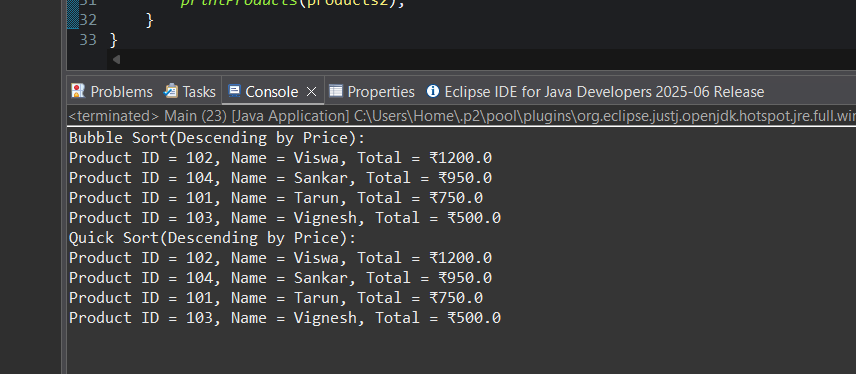 31 printProducts(products2);
32 }
33 }
Problems Tasks Console Properties Eclipse IDE for Java Developers 2025-06 Release
<terminated> Main (23) [Java Application] C:\Users\Home\.p2\pool\plugins\org.eclipse.justj.openjdk.hotspot.jre.full.win
Bubble Sort(Descending by Price):
Product ID = 102, Name = Viswa, Total = ₹1200.0
Product ID = 104, Name = Sankar, Total = ₹950.0
Product ID = 101, Name = Tarun, Total = ₹750.0
Product ID = 103, Name = Vignesh, Total = ₹500.0
Quick Sort(Descending by Price):
Product ID = 102, Name = Viswa, Total = ₹1200.0
Product ID = 104, Name = Sankar, Total = ₹950.0
Product ID = 101, Name = Tarun, Total = ₹750.0
Product ID = 103, Name = Vignesh, Total = ₹500.0